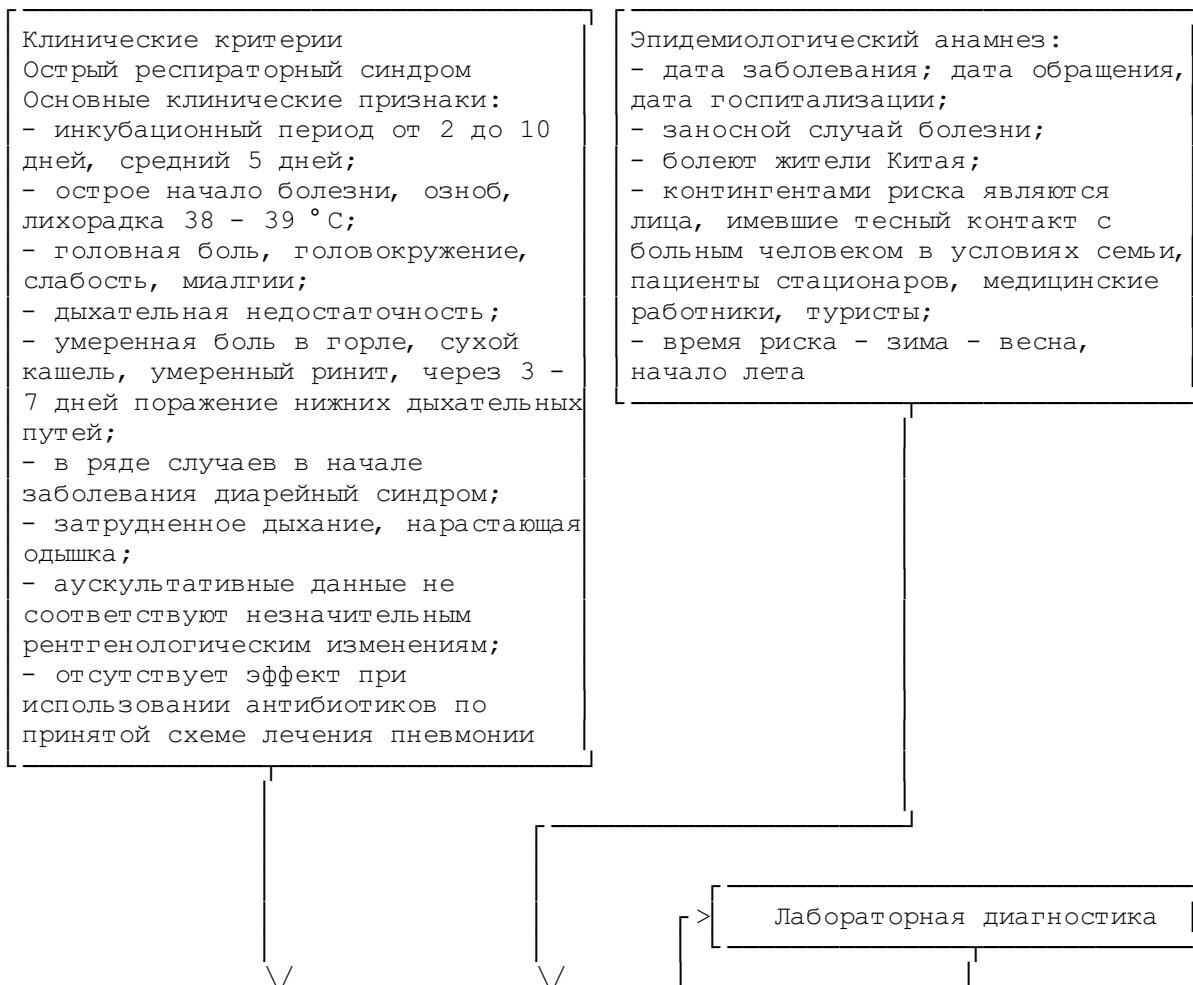 Клинические критерии
Острый респираторный синдром
Основные клинические признаки:
- инкубационный период от 2 до 10
дней, средний 5 дней;
- острое начало болезни, озноб,
лихорадка 38 - 39 °C;
- головная боль, головокружение,
слабость, миалгии;
- дыхательная недостаточность;
- умеренная боль в горле, сухой
кашель, умеренный ринит, через 3 -
7 дней поражение нижних дыхательных
путей;
- в ряде случаев в начале
заболевания диарейный синдром;
- затрудненное дыхание, нарастающая
одышка;
- аускультативные данные не
соответствуют незначительным
рентгенологическим изменениям;
- отсутствует эффект при
использовании антибиотиков по
принятой схеме лечения пневмонии
Эпидемиологический анамнез:
- дата заболевания; дата обращения,
дата госпитализации;
- заносной случай болезни;
- болеют жители Китая;
- контингентами риска являются
лица, имевшие тесный контакт с
больным человеком в условиях семьи,
пациенты стационаров, медицинские
работники, туристы;
- время риска - зима - весна,
начало лета
Лабораторная диагностика